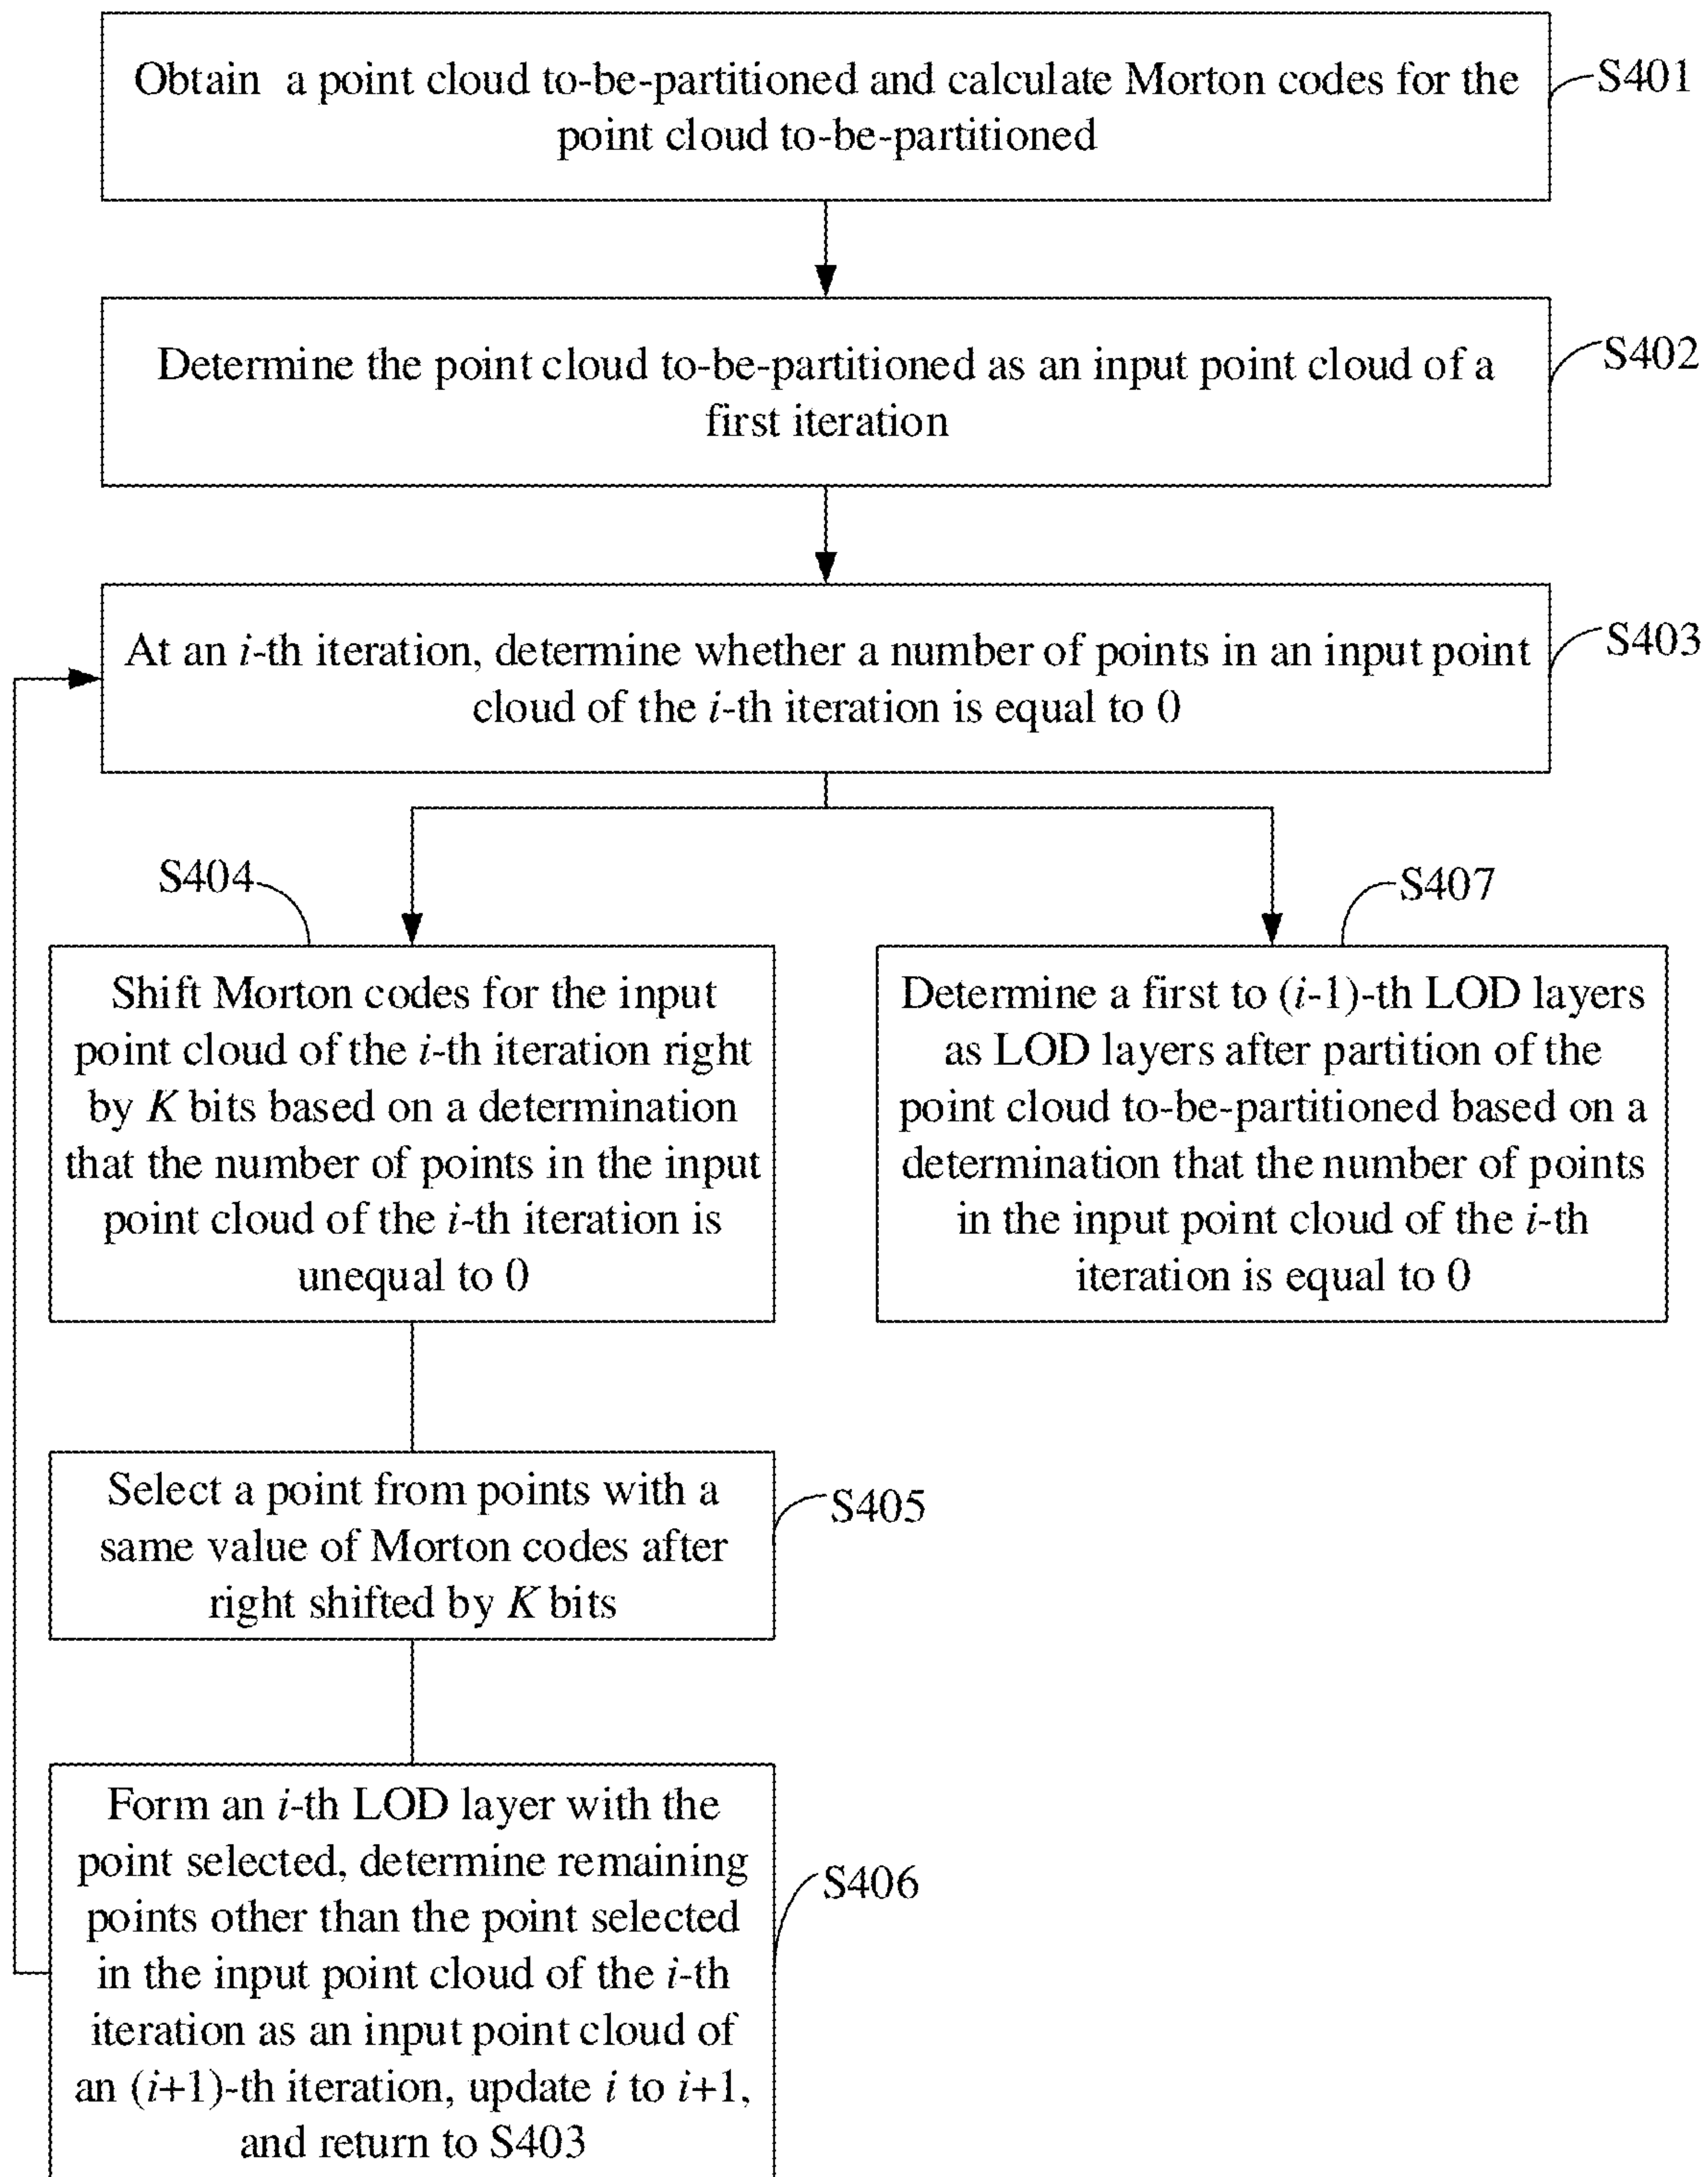 Obtain a point cloud to-be-partitioned and calculate Morton codes for the
point cloud to-be-partitioned
S401
Determine the point cloud to-be-partitioned as an input point cloud of a
first iteration
S402
At an i-th iteration, determine whether a number of points in an input point
cloud of the i-th iteration is equal to 0
S403
S404
Shift Morton codes for the input
point cloud of the i-th iteration right
by K bits based on a determination
that the number of points in the input
point cloud of the i-th iteration is
unequal to 0
S407
Determine a first to (i-1)-th LOD layers
as LOD layers after partition of the
point cloud to-be-partitioned based on a
determination that the number of points
in the input point cloud of the i-th
iteration is equal to 0
Select a point from points with a
same value of Morton codes after
right shifted by K bits
S405
Form an i-th LOD layer with the
point selected, determine remaining
points other than the point selected
in the input point cloud of the i-th
iteration as an input point cloud of
an (i+1)-th iteration, update i to i+1,
and return to S403
S406